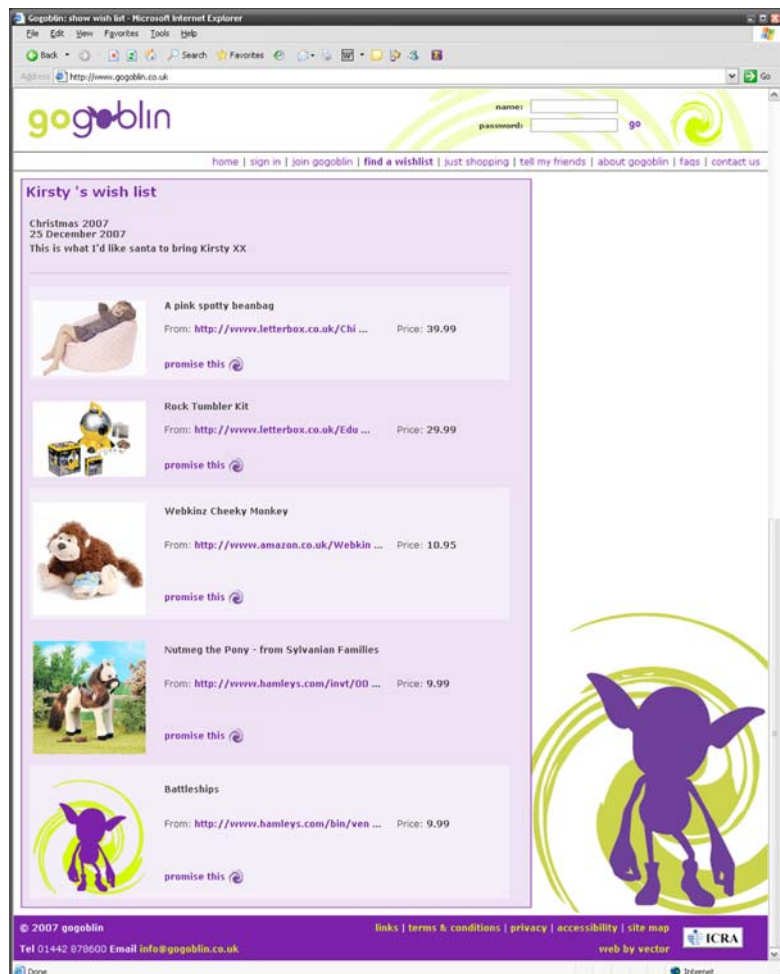 Gogoblin: show wish list - Microsoft Internet Explorer
File Edit View Favorites Tools Help
Back Search Favorites
Address http://www.gogoblin.co.uk Go
gogoblin
name:
password: go
home | sign in | join gogoblin | find a wishlist | just shopping | tell my friends | about gogoblin | faqs | contact us
Kirsty 's wish list
Christmas 2007
25 December 2007
This is what I'd like santa to bring Kirsty XX
A pink spotty beanbag
From: http://www.letterbox.co.uk/Chi ... Price: 39.99
promise this
Rock Tumbler Kit
From: http://www.letterbox.co.uk/Edu ... Price: 29.99
promise this
Webkinz Cheeky Monkey
From: http://www.amazon.co.uk/Webkin ... Price: 10.95
promise this
Nutmeg the Pony - from Sylvanian Families
From: http://www.hamleys.com/invt/00 ... Price: 9.99
promise this
Battleships
From: http://www.hamleys.com/bin/ven ... Price: 9.99
promise this
© 2007 gogoblin links | terms & conditions | privacy | accessibility | site map
ICRA
Tel 01442 878600 Email info@gogoblin.co.uk web by vector
Done Internet